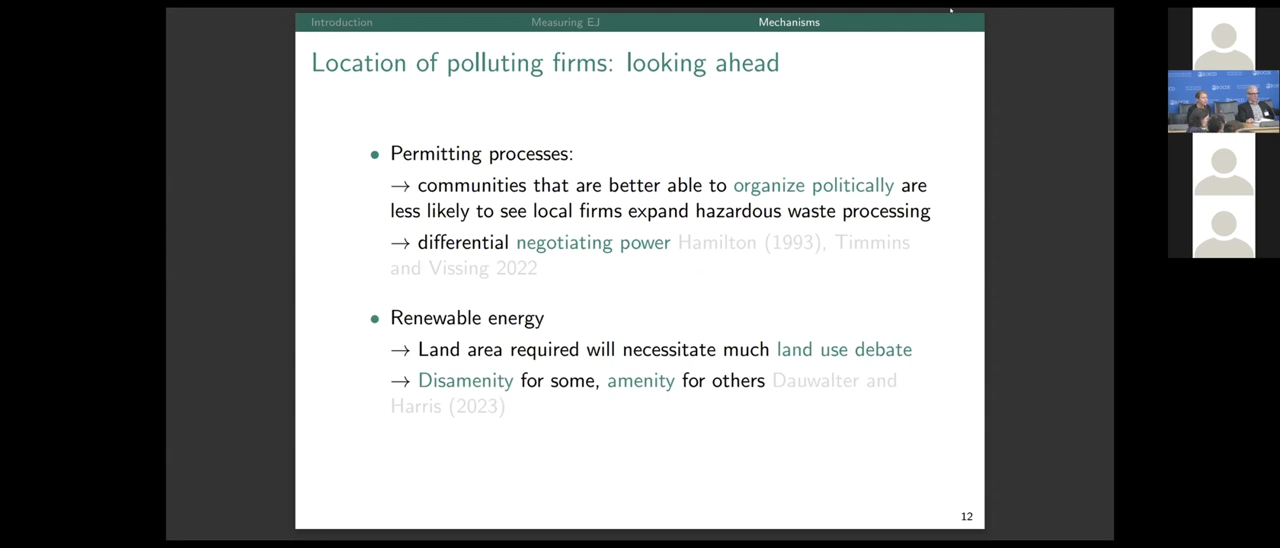 Introduction Measuring EJ Mechanisms
Location of polluting firms: looking ahead
• Permitting processes:
→ communities that are better able to organize politically are
less likely to see local firms expand hazardous waste processing
→ differential negotiating power Hamilton (1993), Timmins
and Vissing 2022
• Renewable energy
→ Land area required will necessitate much land use debate
→ Disamenity for some, amenity for others Dauwalter and
Harris (2023)
12